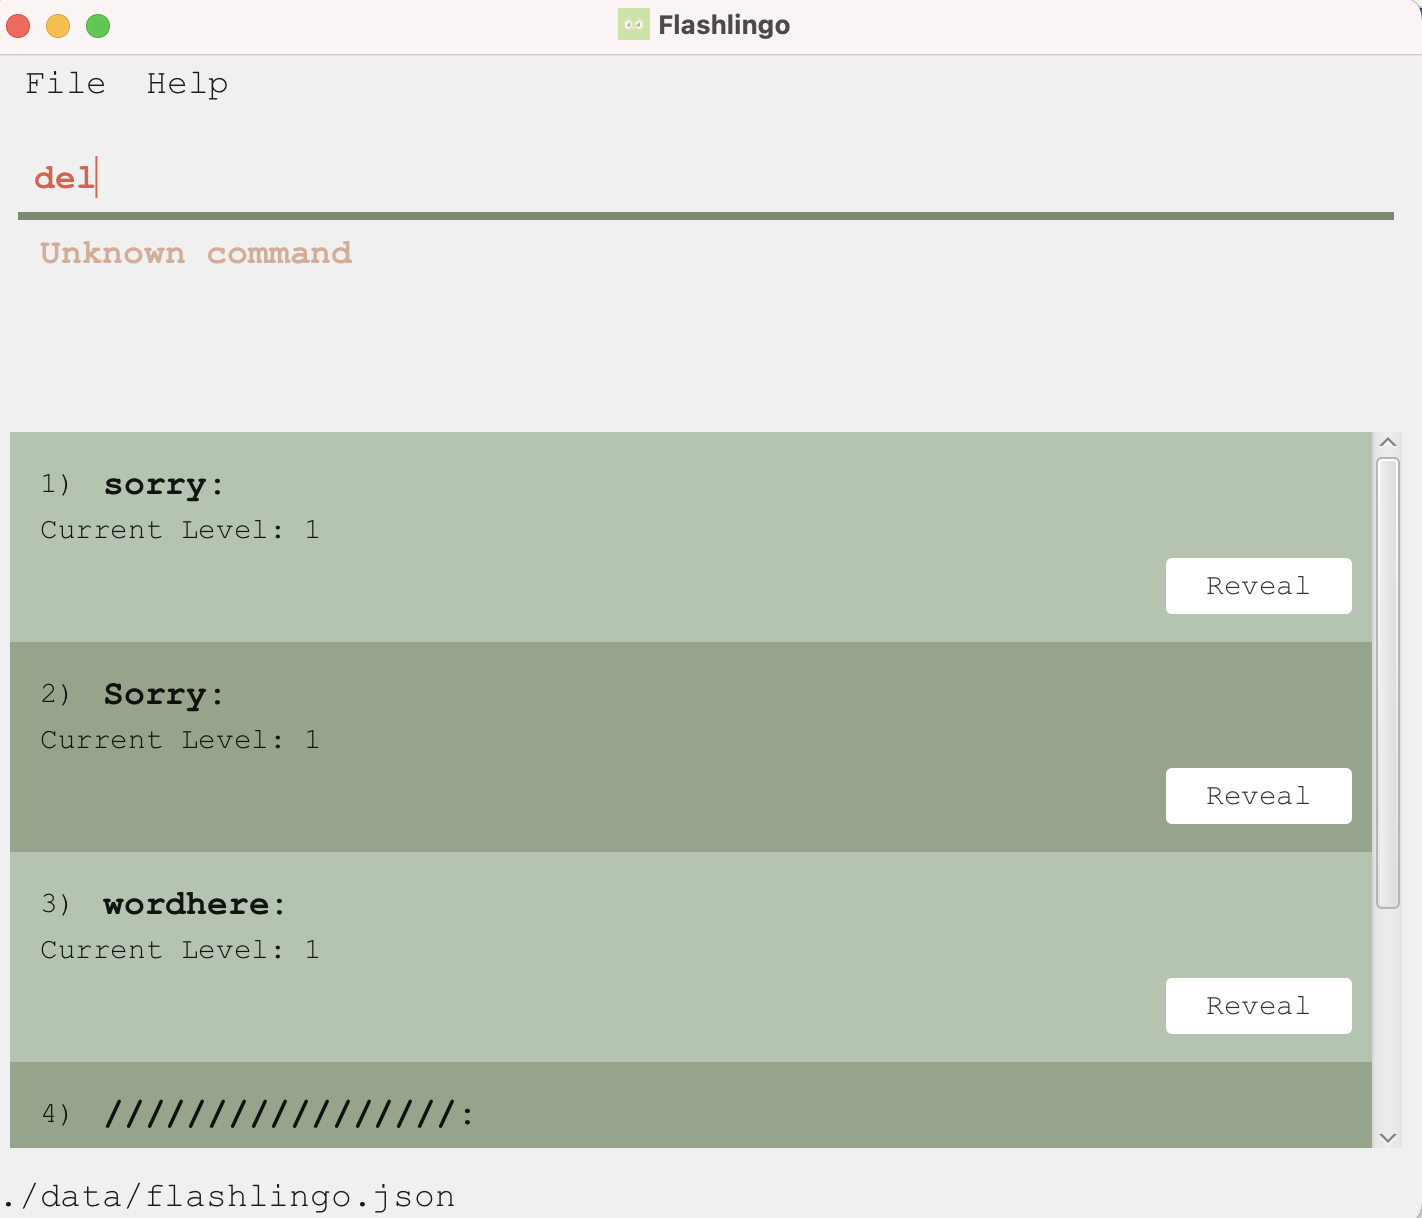 Flashlingo
File Help
del
Unknown command
1) sorry:
Current Level: 1
Reveal
2) Sorry:
Current Level: 1
Reveal
3) wordhere:
Current Level: 1
Reveal
4) /////////////////:
./data/flashlingo.json